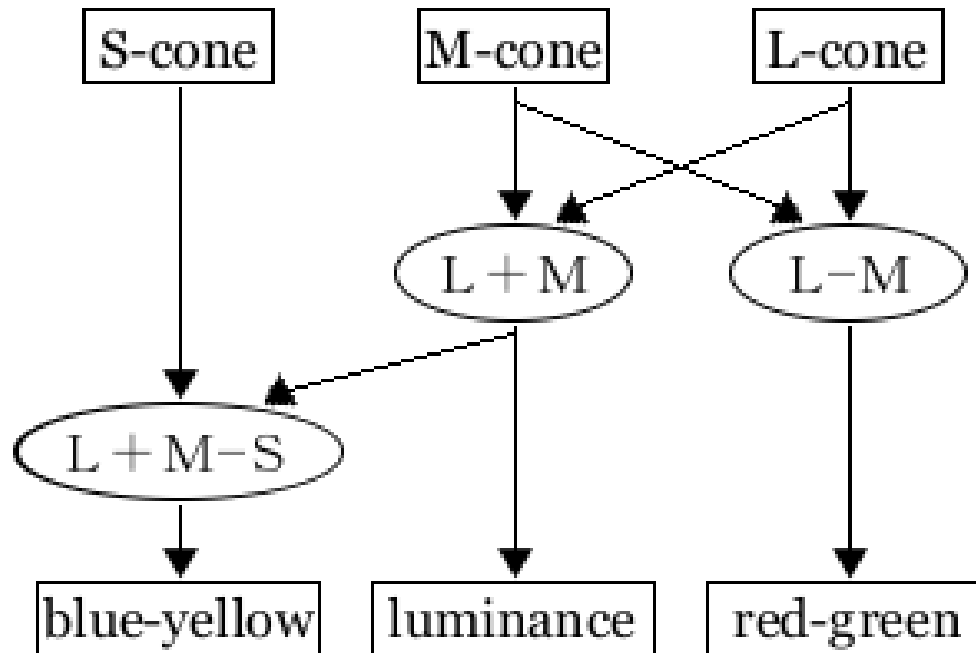 S-cone
M-cone
L-cone
L + M
L–M
L + M–S
blue-yellow
luminance
red-green